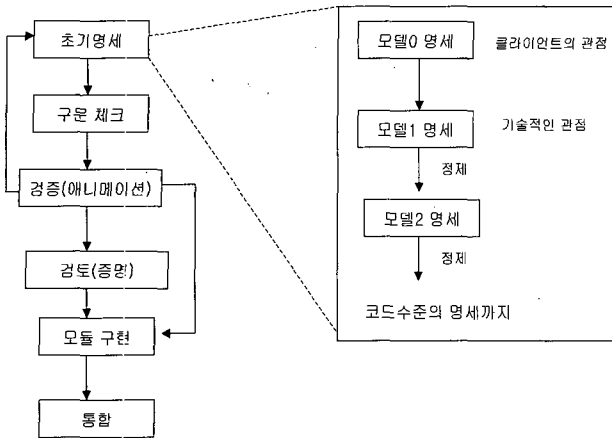 초기명세
구문 체크
검증(애니메이션)
검토(증명)
모듈 구현
통합
모델0 명세
클라이언트의 관점
모델1 명세
기술적인 관점
정제
모델2 명세
정제
코드수준의 명세까지